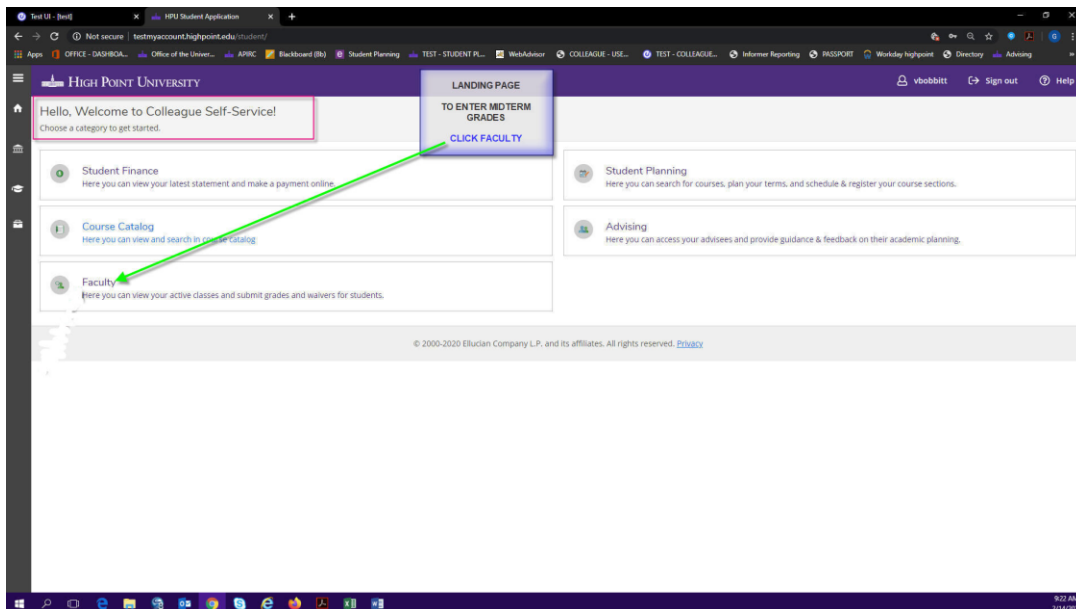 Test UI - [test]
HPU Student Application
Not secure | testmyaccount.highpoint.edu/student/
Apps
OFFICE - DASHBOA...
Office of the Univer...
APIRC
Blackboard (Bb)
Student Planning
TEST - STUDENT PL...
WebAdvisor
COLLEAGUE - USE...
TEST - COLLEAGUE...
Informer Reporting
PASSPORT
Workday highpoint
Directory
Advising
HIGH POINT UNIVERSITY
vbobbitt
Sign out
Help
LANDING PAGE
TO ENTER MIDTERM
GRADES
CLICK FACULTY
Hello, Welcome to Colleague Self-Service!
Choose a category to get started.
Student Finance
Here you can view your latest statement and make a payment online.
Student Planning
Here you can search for courses, plan your terms, and schedule & register your course sections.
Course Catalog
Here you can view and search in course catalog
Advising
Here you can access your advisees and provide guidance & feedback on their academic planning.
Faculty
Here you can view your active classes and submit grades and waivers for students.
© 2000-2020 Ellucian Company L.P. and its affiliates. All rights reserved. Privacy
9:22 AM